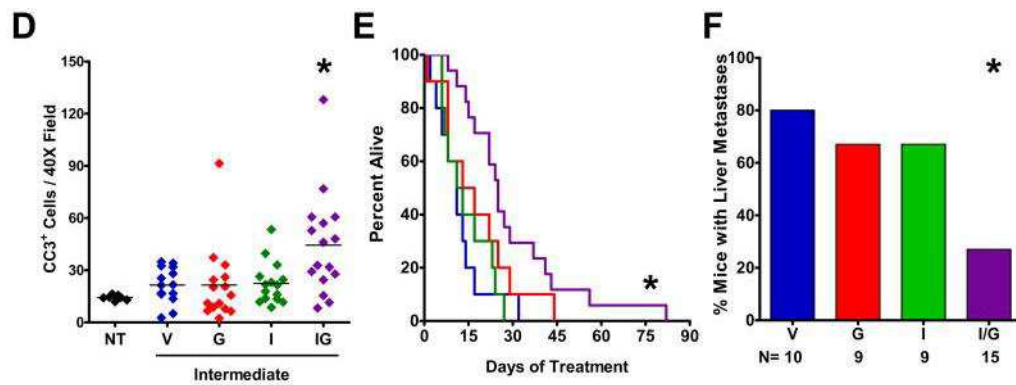 D
CC3+ Cells / 40X Field
150
120
90
60
30
0
NT V G I IG
Intermediate
*
E
Percent Alive
100
80
60
40
20
0
0 15 30 45 60 75 90
Days of Treatment
*
F
% Mice with Liver Metastases
80
60
40
20
0
V G I I/G
N= 10 9 9 15
*